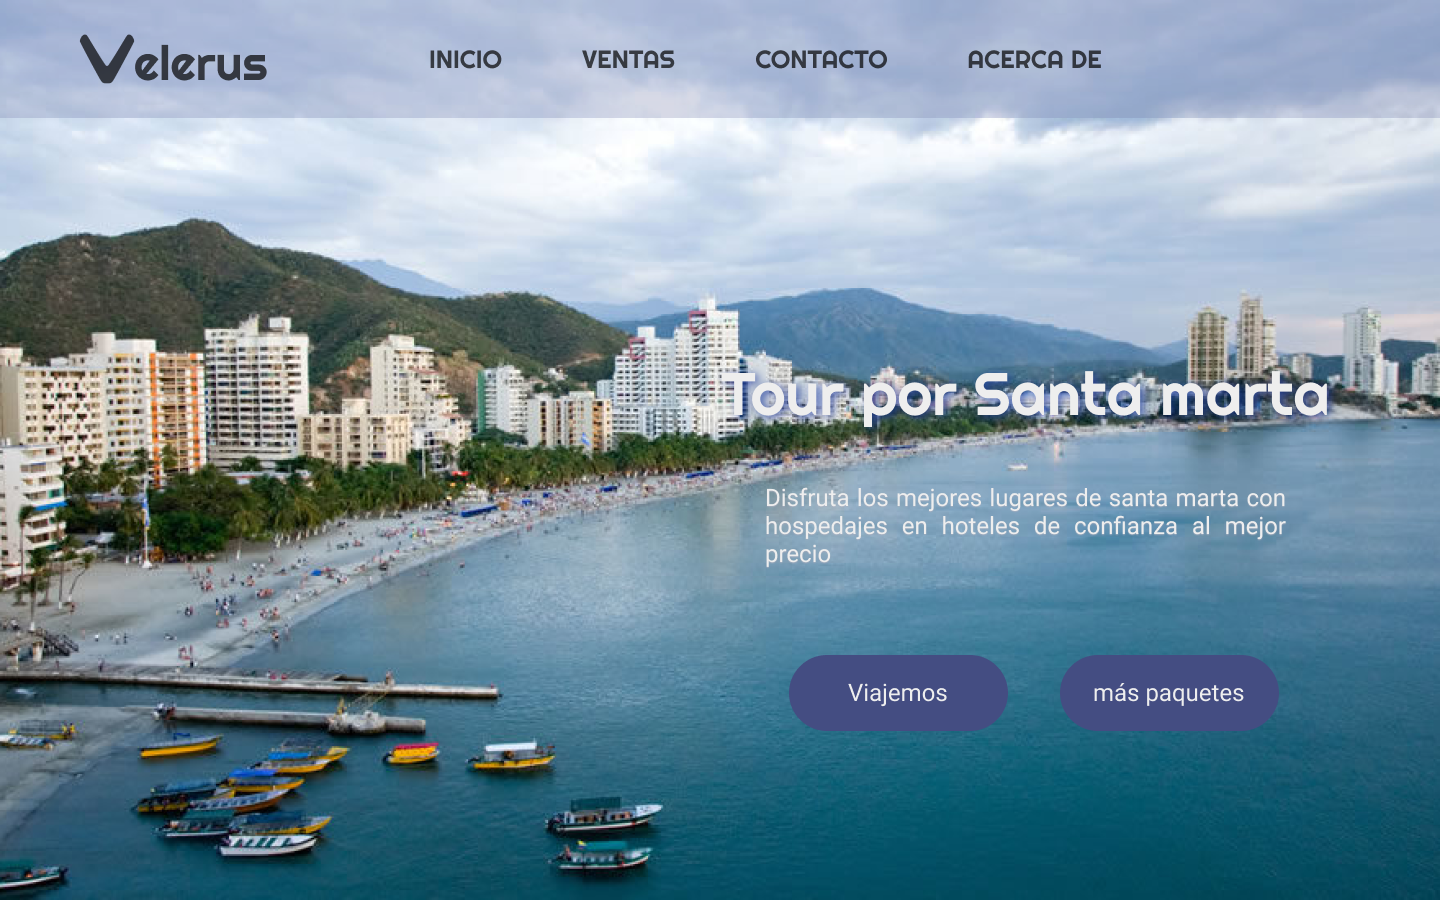 Velerus
INICIO
VENTAS
CONTACTO
ACERCA DE
Tour por Santa marta
Disfruta los mejores lugares de santa marta con
hospedajes en hoteles de confianza al mejor
precio
Viajemos
más paquetes